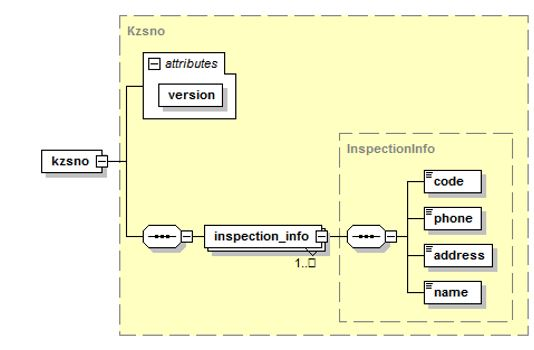 Kzsno
attributes
version
kzsno
InspectionInfo
code
phone
inspection_info
address
1..
name